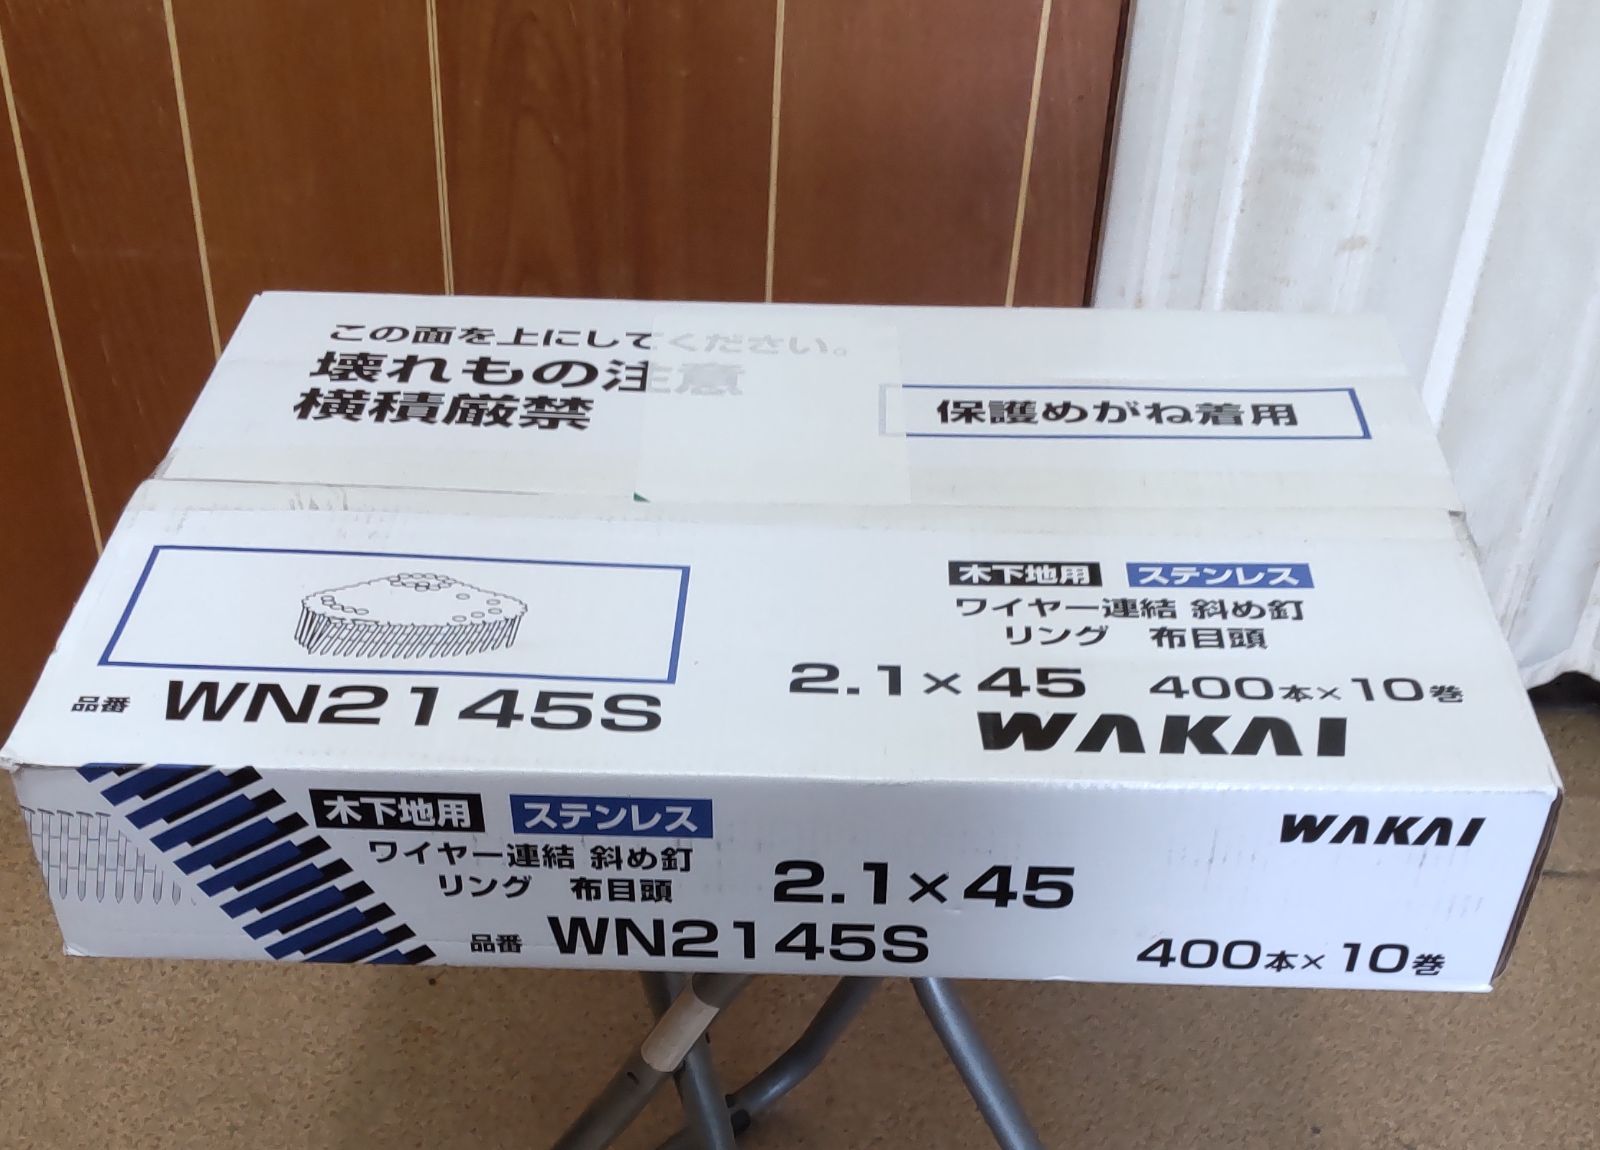 この面を上にしてください。
壊れもの注意
横積厳禁
保護めがね着用
木下地用 ステンレス
ワイヤー連結 斜め釘
リング 布目頭
2.1×45 400本×10巻
品番 WN2145S
WAKAI
木下地用 ステンレス
ワイヤー連結 斜め釘
リング 布目頭
2.1×45
品番 WN2145S
WAKAI
400本×10巻